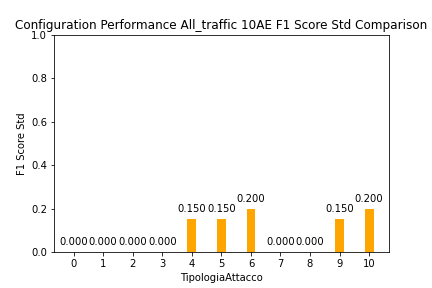 Configuration Performance All_traffic 10AE F1 Score Std Comparison
1.0
0.8
0.6
0.4
0.2
0.0
F1 Score Std
0.000 0.000 0.000 0.000 0.150 0.150 0.200 0.000 0.000 0.150 0.200
0 1 2 3 4 5 6 7 8 9 10
TipologiaAttacco